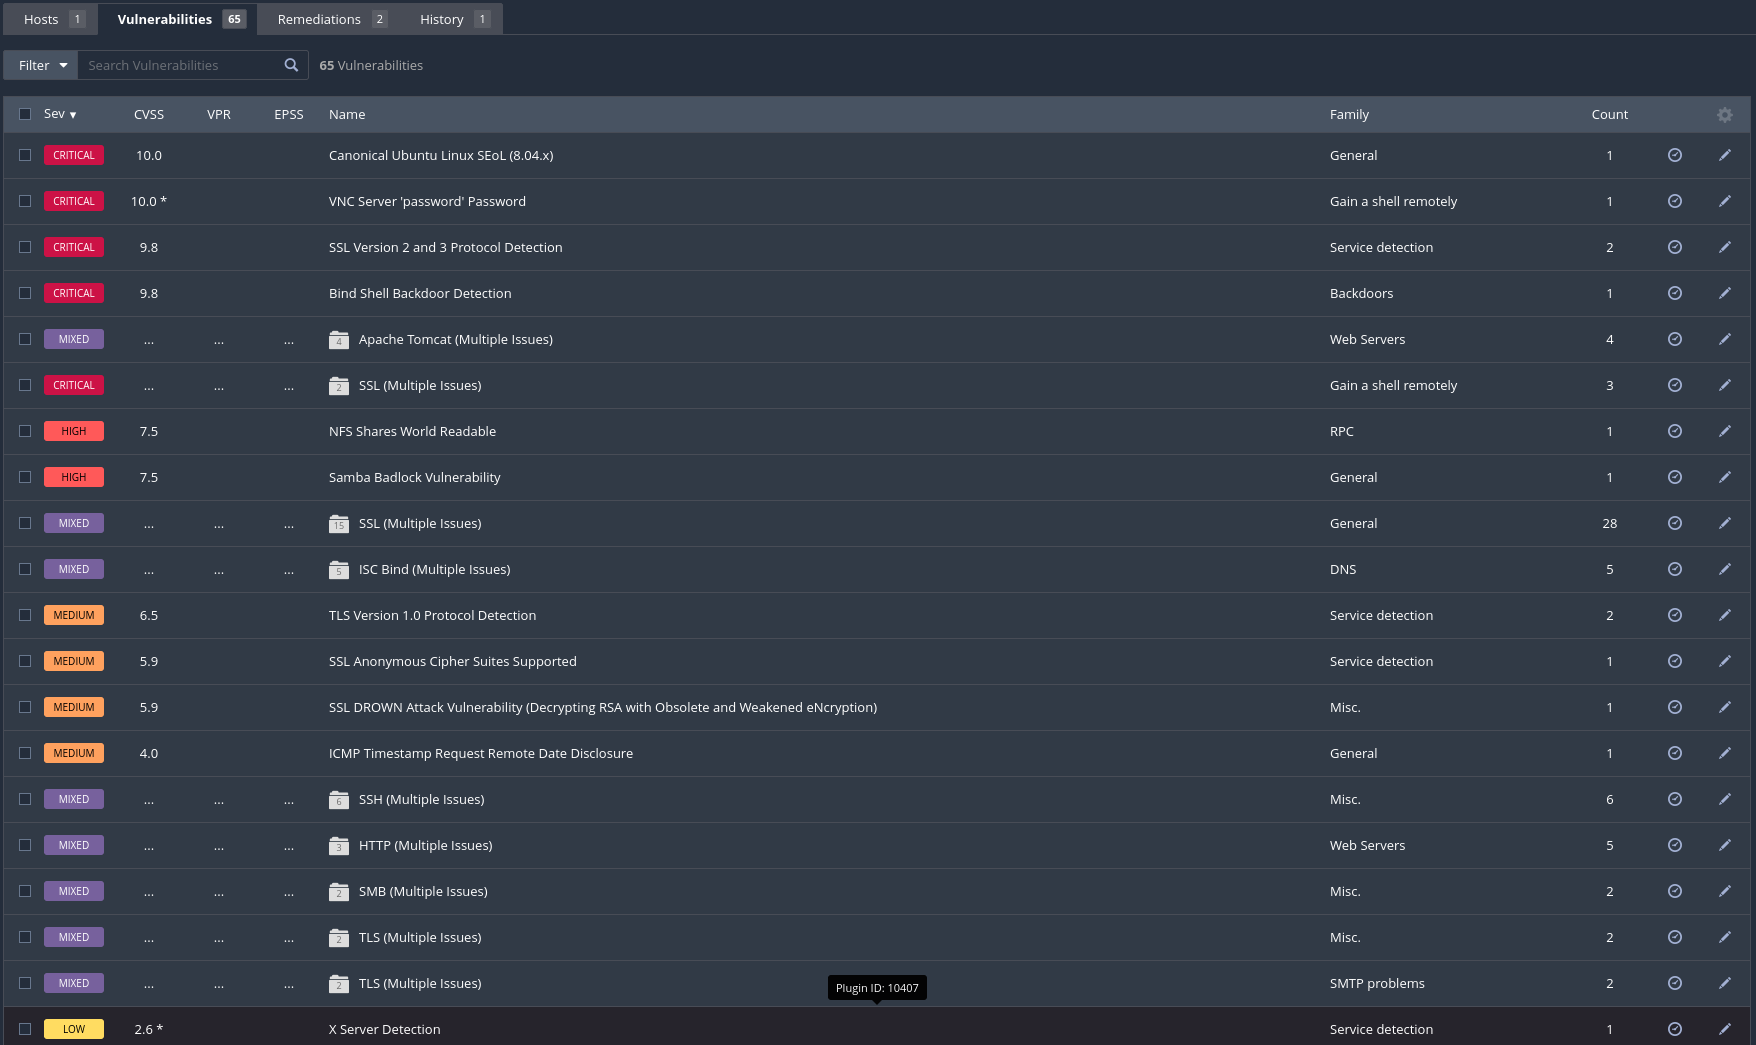 Hosts 1 Vulnerabilities 65 Remediations 2 History 1
Filter Search Vulnerabilities 65 Vulnerabilities
Sev ▼ CVSS VPR EPSS Name Family Count
CRITICAL 10.0 Canonical Ubuntu Linux SEoL (8.04.x) General 1
CRITICAL 10.0 * VNC Server 'password' Password Gain a shell remotely 1
CRITICAL 9.8 SSL Version 2 and 3 Protocol Detection Service detection 2
CRITICAL 9.8 Bind Shell Backdoor Detection Backdoors 1
MIXED ... ... ... 4 Apache Tomcat (Multiple Issues) Web Servers 4
CRITICAL ... ... ... 2 SSL (Multiple Issues) Gain a shell remotely 3
HIGH 7.5 NFS Shares World Readable RPC 1
HIGH 7.5 Samba Badlock Vulnerability General 1
MIXED ... ... ... 15 SSL (Multiple Issues) General 28
MIXED ... ... ... 5 ISC Bind (Multiple Issues) DNS 5
MEDIUM 6.5 TLS Version 1.0 Protocol Detection Service detection 2
MEDIUM 5.9 SSL Anonymous Cipher Suites Supported Service detection 1
MEDIUM 5.9 SSL DROWN Attack Vulnerability (Decrypting RSA with Obsolete and Weakened eNcryption) Misc. 1
MEDIUM 4.0 ICMP Timestamp Request Remote Date Disclosure General 1
MIXED ... ... ... 6 SSH (Multiple Issues) Misc. 6
MIXED ... ... ... 3 HTTP (Multiple Issues) Web Servers 5
MIXED ... ... ... 2 SMB (Multiple Issues) Misc. 2
MIXED ... ... ... 2 TLS (Multiple Issues) Misc. 2
MIXED ... ... ... 2 TLS (Multiple Issues) SMTP problems 2
Plugin ID: 10407
LOW 2.6 * X Server Detection Service detection 1